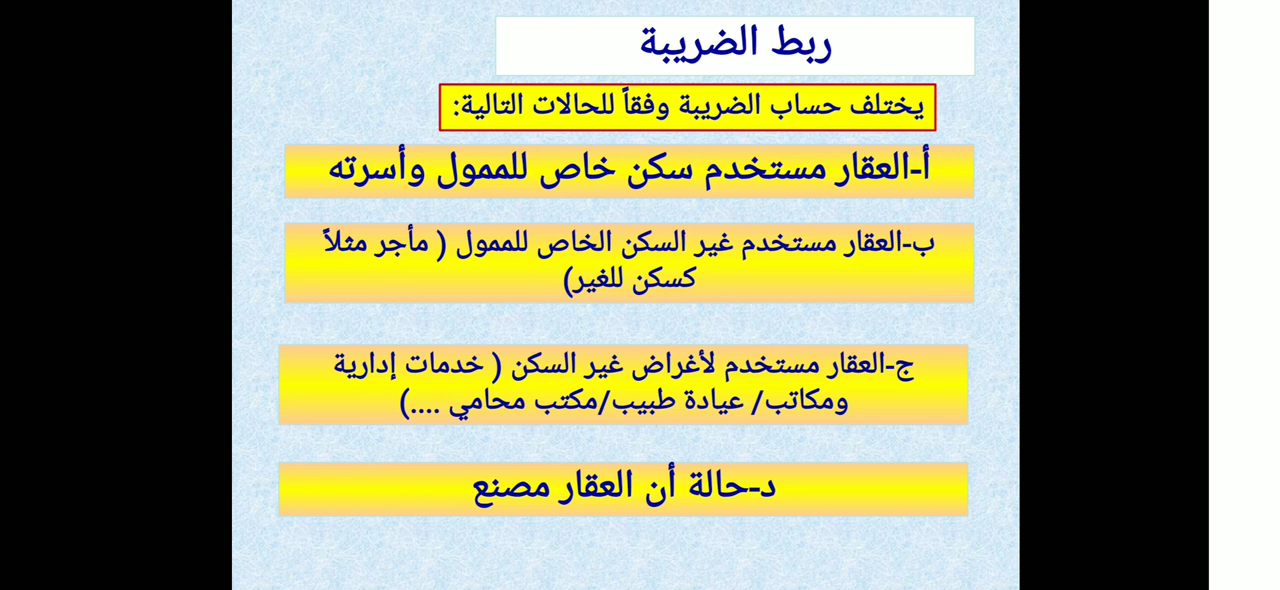 ربط الضريبة
يختلف حساب الضريبة وفقاً للحالات التالية:
أ-العقار مستخدم سكن خاص للممول وأسرته
ب-العقار مستخدم غير السكن الخاص للممول ( مأجر مثلاً
كسكن للغير)
ج-العقار مستخدم لأغراض غير السكن ( خدمات إدارية
ومكاتب/ عيادة طبيب/مكتب محامي ....)
د-حالة أن العقار مصنع